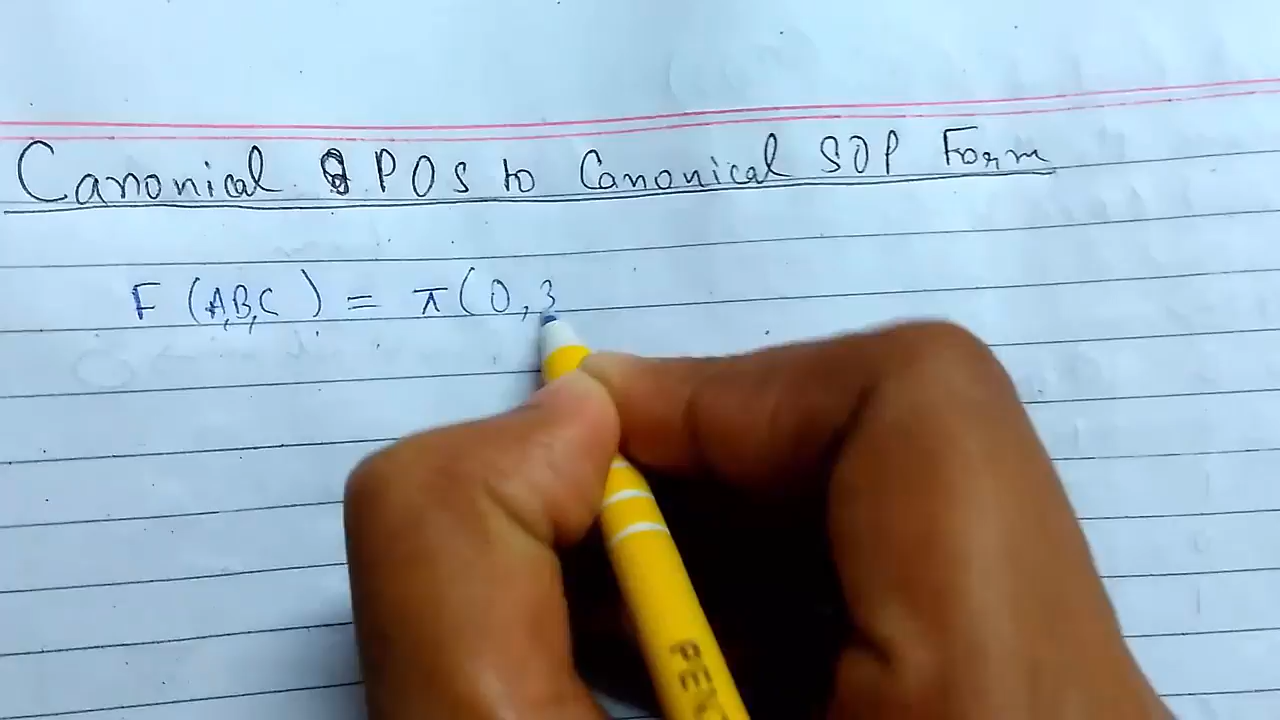 Canonical POS to Canonical SOP Form
F (A,B,C) = π(0,3